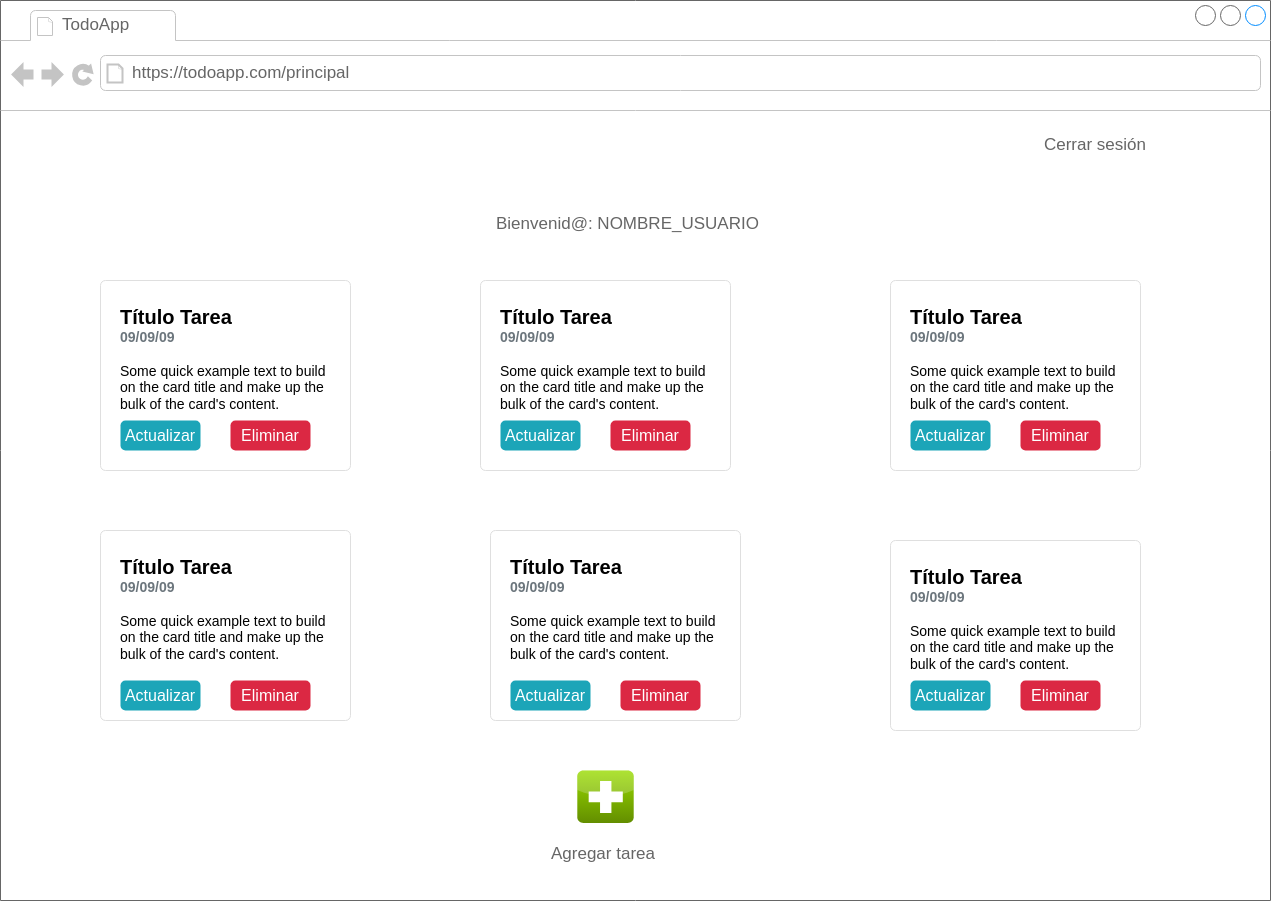 TodoApp
https://todoapp.com/principal
Cerrar sesión
Bienvenid@: NOMBRE_USUARIO
Título Tarea
09/09/09
Some quick example text to build
on the card title and make up the
bulk of the card's content.
Actualizar
Eliminar
Título Tarea
09/09/09
Some quick example text to build
on the card title and make up the
bulk of the card's content.
Actualizar
Eliminar
Título Tarea
09/09/09
Some quick example text to build
on the card title and make up the
bulk of the card's content.
Actualizar
Eliminar
Título Tarea
09/09/09
Some quick example text to build
on the card title and make up the
bulk of the card's content.
Actualizar
Eliminar
Título Tarea
09/09/09
Some quick example text to build
on the card title and make up the
bulk of the card's content.
Actualizar
Eliminar
Título Tarea
09/09/09
Some quick example text to build
on the card title and make up the
bulk of the card's content.
Actualizar
Eliminar
Agregar tarea